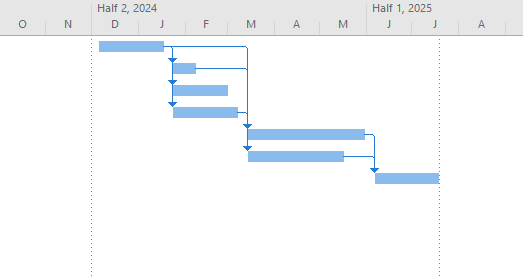 Half 2, 2024 Half 1, 2025
O N D J F M A M J J A